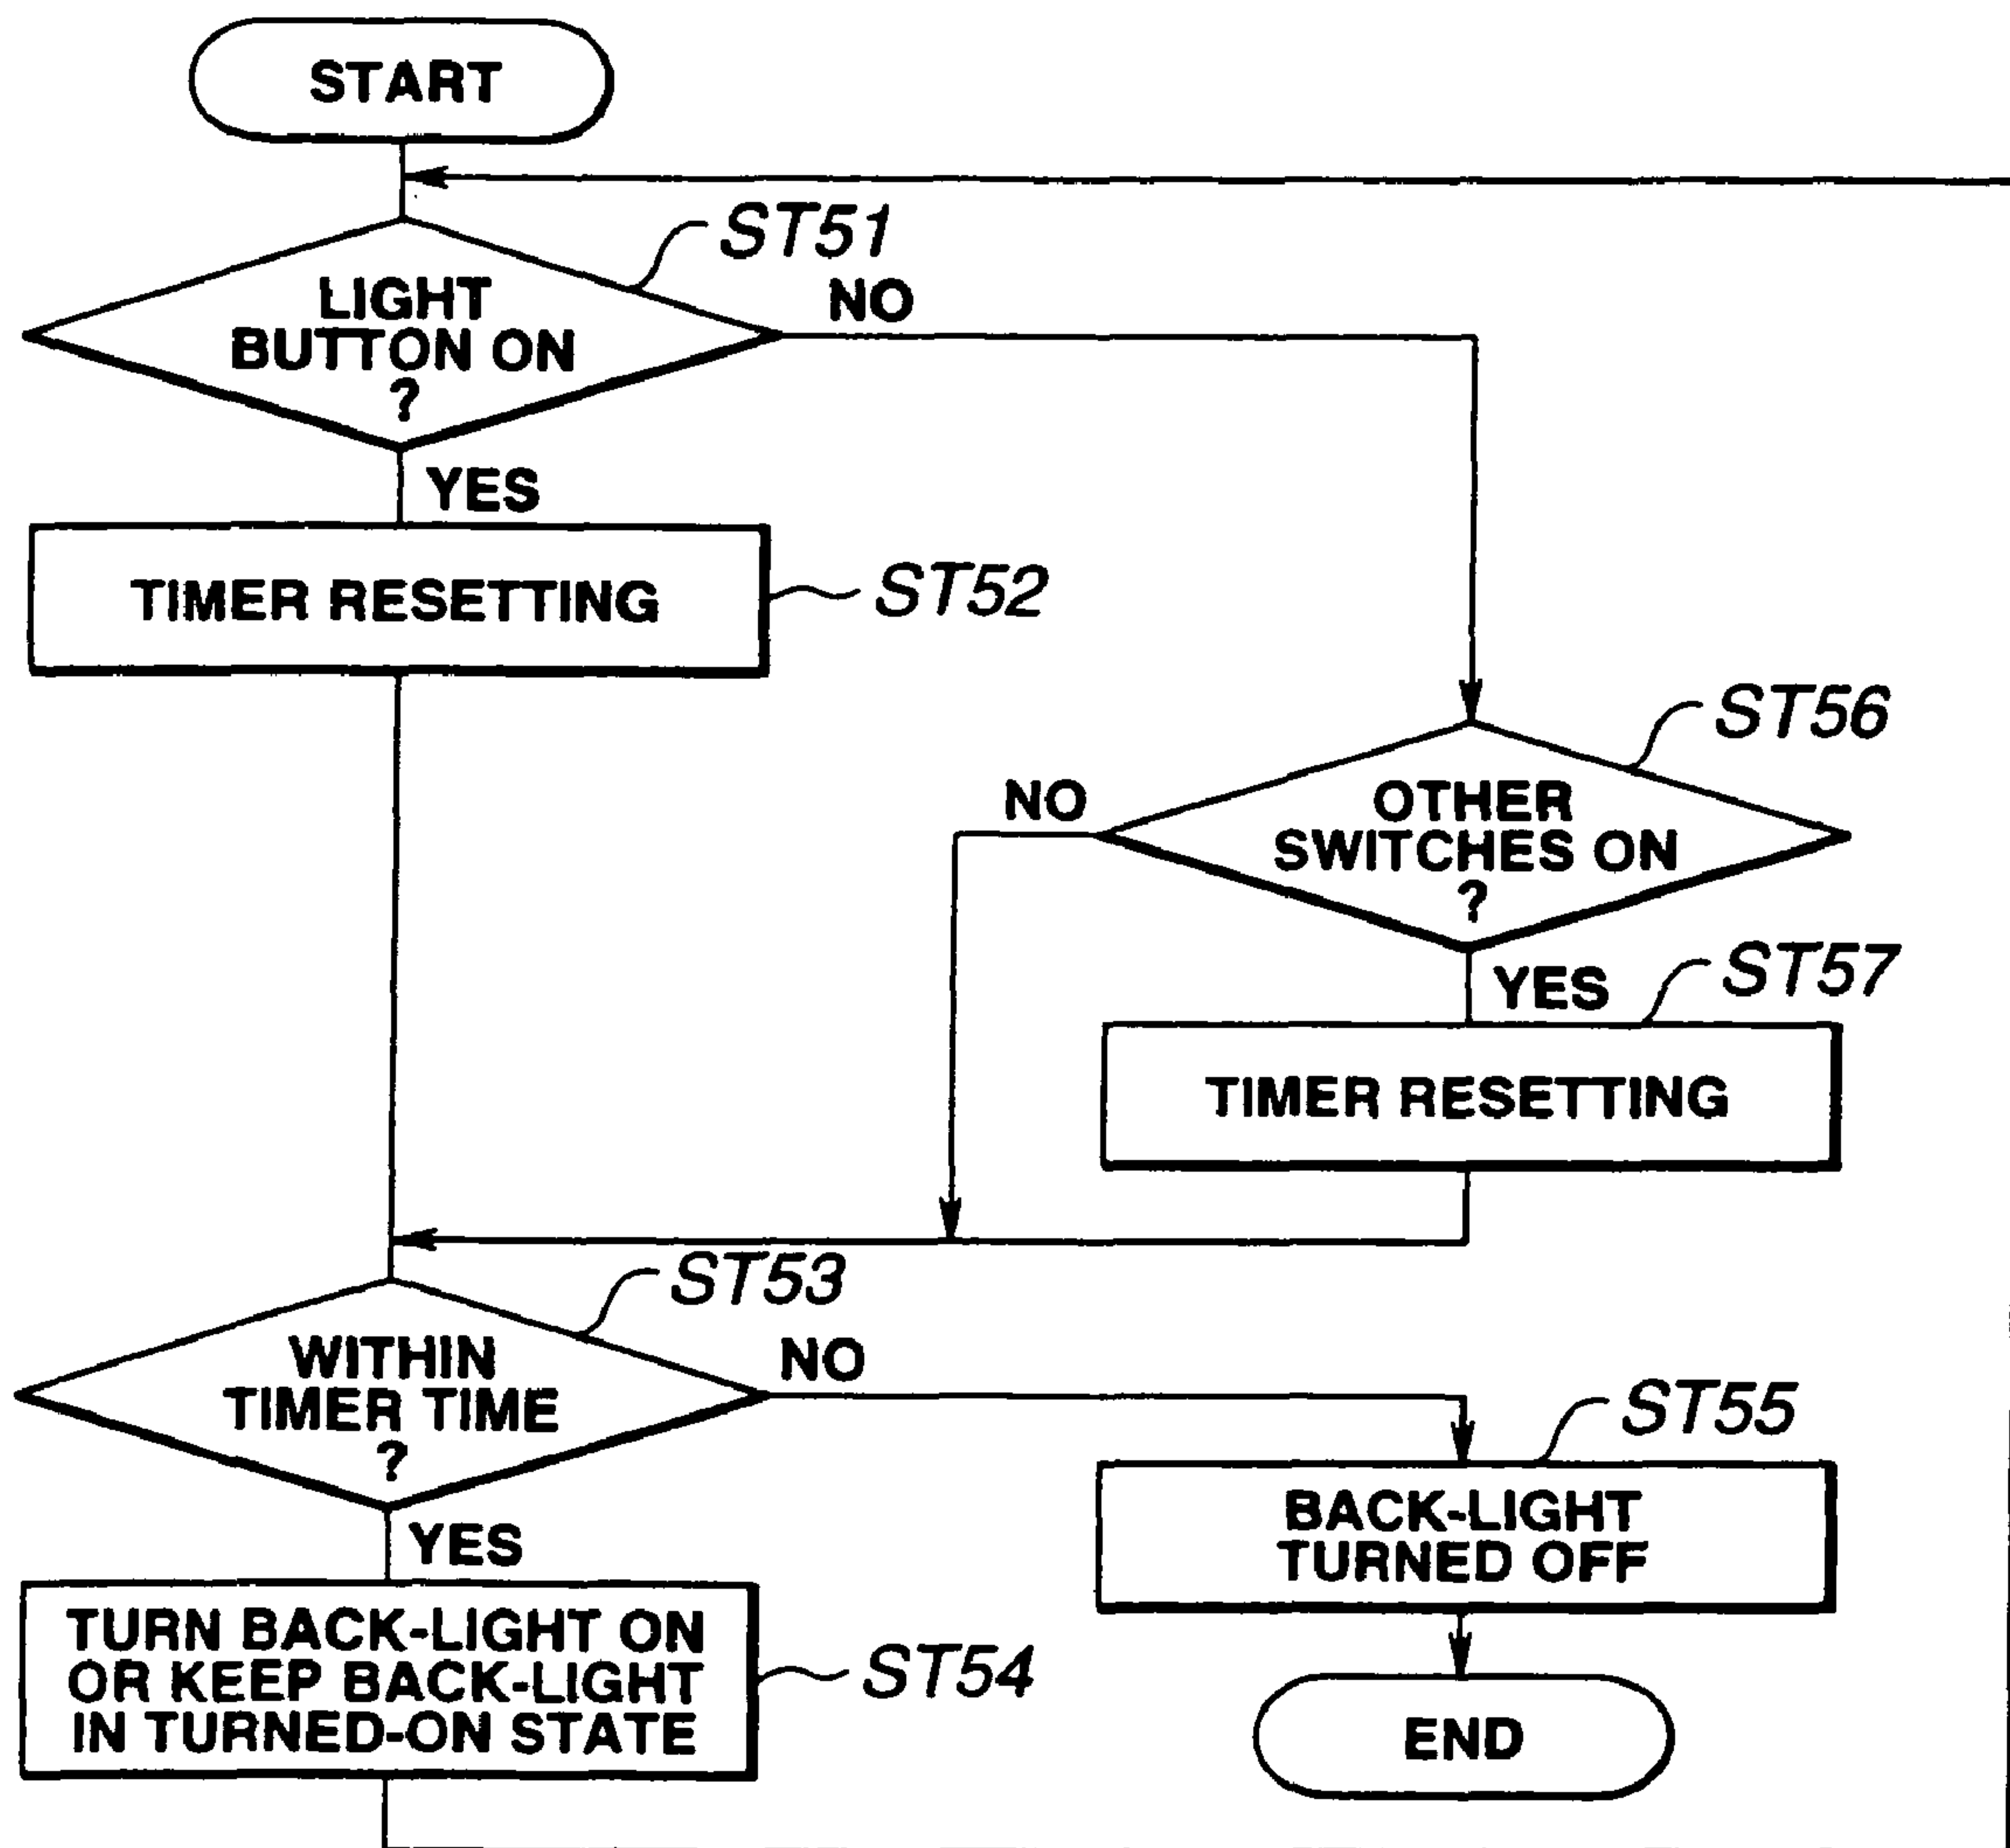 START
ST51
LIGHT
BUTTON ON
?
NO
YES
TIMER RESETTING
ST52
ST56
OTHER
SWITCHES ON
?
NO
YES
ST57
TIMER RESETTING
ST53
WITHIN
TIMER TIME
?
NO
YES
ST55
BACK-LIGHT
TURNED OFF
TURN BACK-LIGHT ON
OR KEEP BACK-LIGHT
IN TURNED-ON STATE
ST54
END